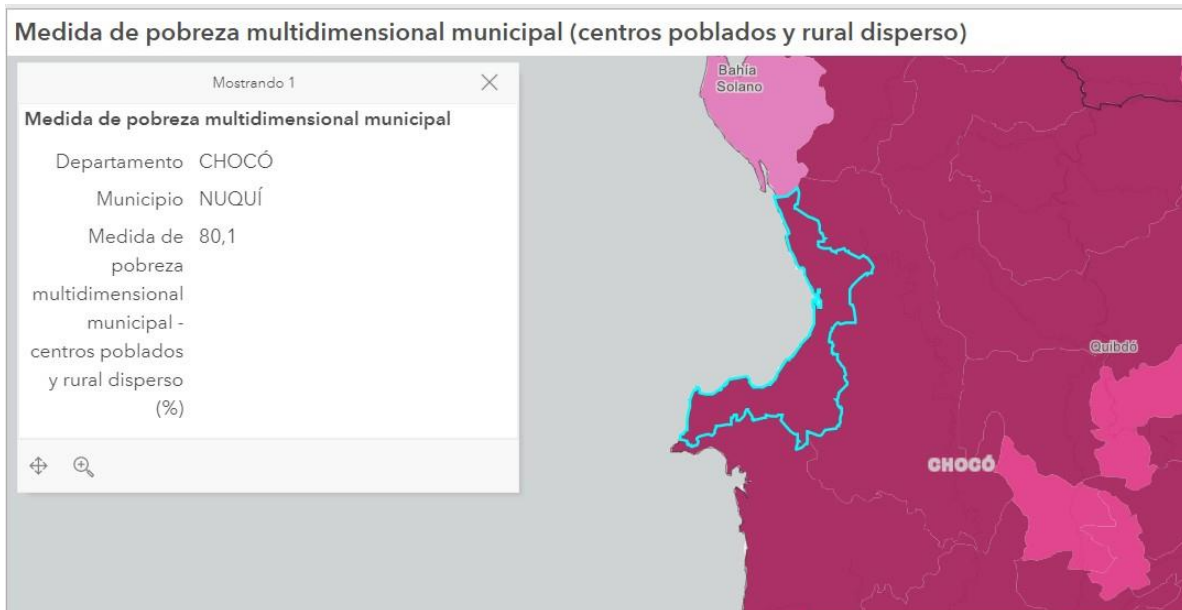 Medida de pobreza multidimensional municipal (centros poblados y rural disperso)
Mostrando 1
Medida de pobreza multidimensional municipal
Departamento CHOCÓ
Municipio NUQUÍ
Medida de 80,1
pobreza
multidimensional
municipal -
centros poblados
y rural disperso
(%)
Bahía
Solano
Quibdó
CHOCÓ